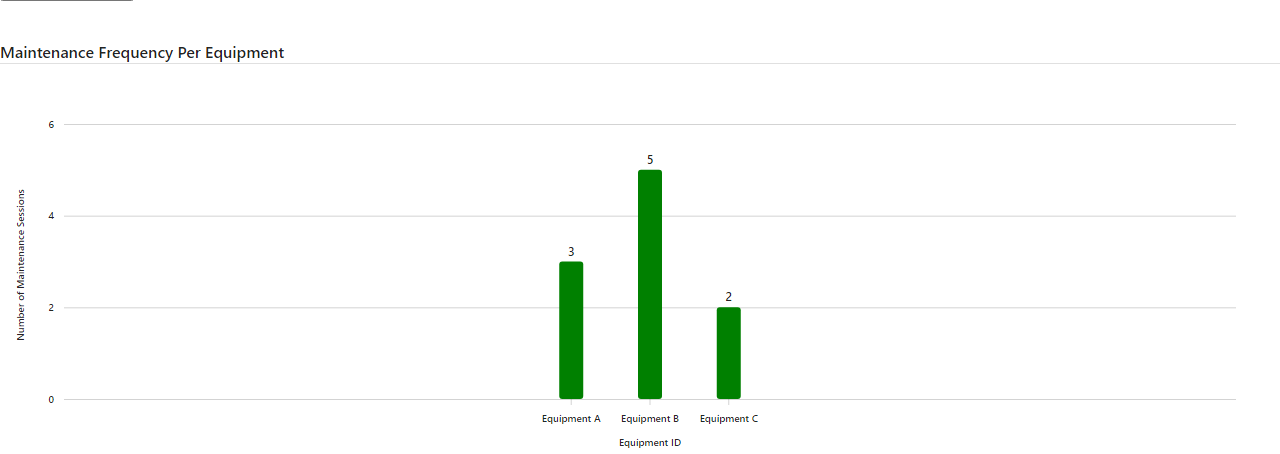 Maintenance Frequency Per Equipment
6
5
4
3
2
2
0
Number of Maintenance Sessions
Equipment A
Equipment B
Equipment C
Equipment ID